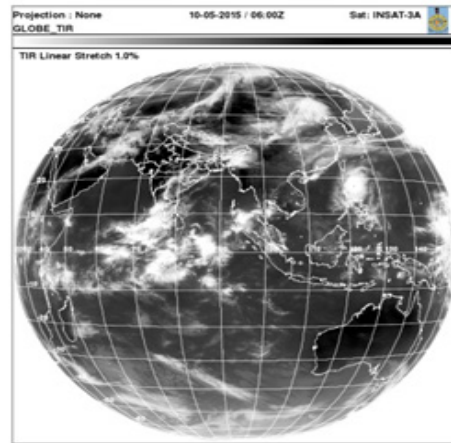 Projection : None 10-05-2015 / 06:00Z Sat: INSAT-3A
GLOBE_TIR
TIR Linear Stretch 1.0%